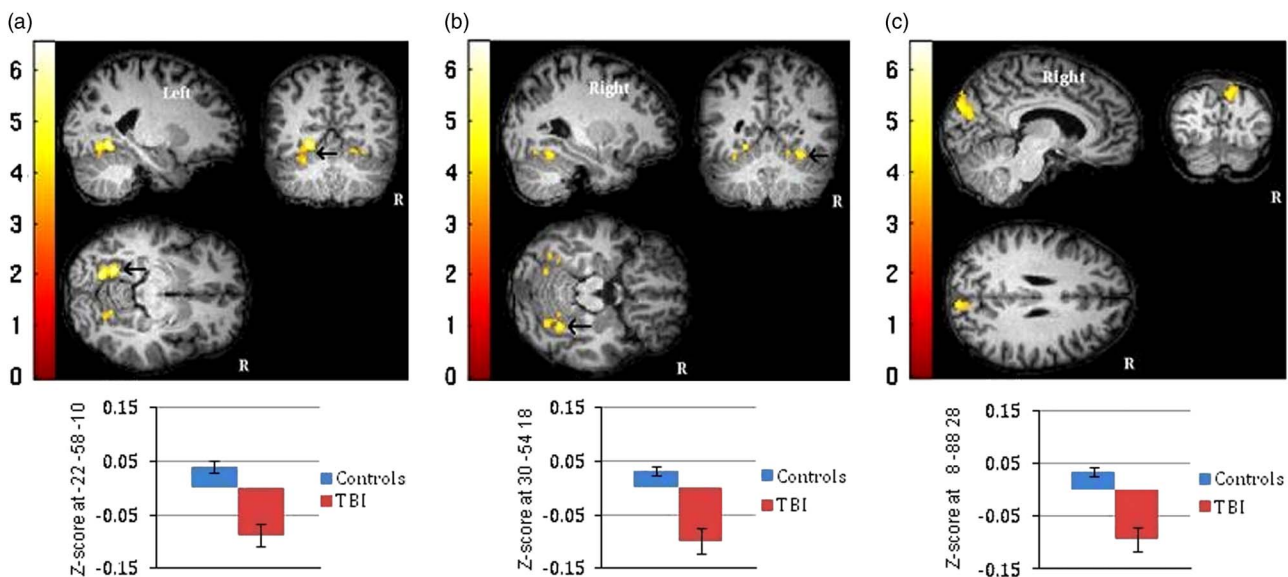 (a)
6
5
4
3
2
1
0
Left
R
R
0.15
0.05
-0.05
-0.15
Z-score at -22 -58 -10
Controls
TBI
(b)
6
5
4
3
2
1
0
Right
R
R
0.15
0.05
-0.05
-0.15
Z-score at 30 -54 18
Controls
TBI
(c)
6
5
4
3
2
1
0
Right
R
R
0.15
0.05
-0.05
-0.15
Z-score at 8 -88 28
Controls
TBI